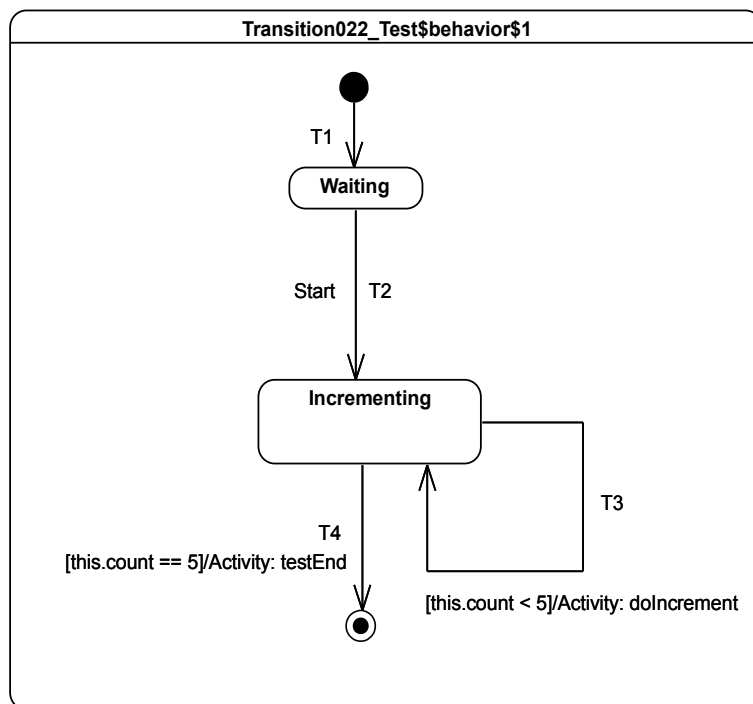 Transition022_Test$behavior$1
T1
Waiting
Start T2
Incrementing
T3
T4
[this.count == 5]/Activity: testEnd
[this.count < 5]/Activity: doIncrement